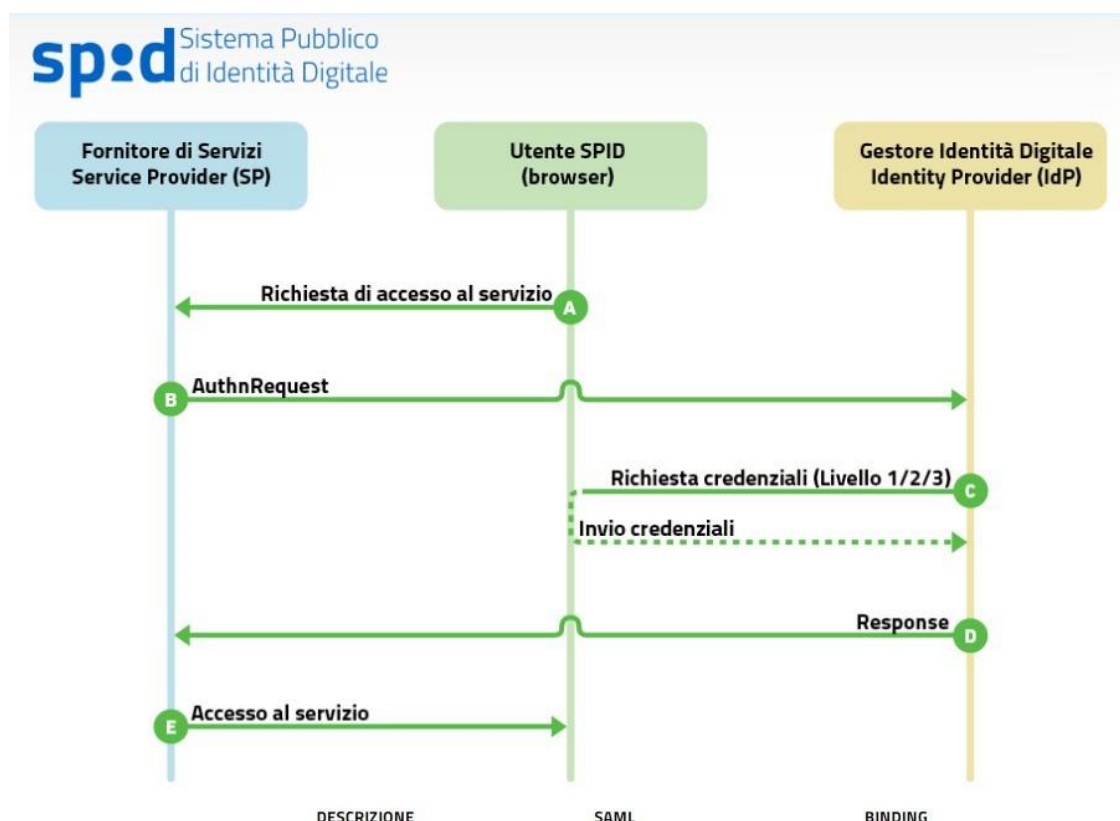 spid Sistema Pubblico
di Identità Digitale
Fornitore di Servizi
Service Provider (SP)
Utente SPID
(browser)
Gestore Identità Digitale
Identity Provider (IdP)
Richiesta di accesso al servizio
A
B
AuthnRequest
Richiesta credenziali (Livello 1/2/3)
C
Invio credenziali
Response
D
E
Accesso al servizio
DESCRIZIONE SAML BINDING